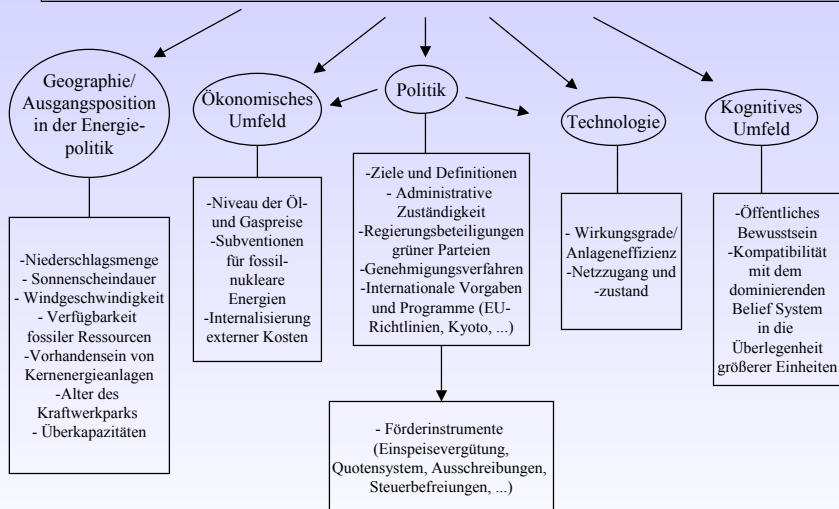 Geographie/
Ausgangsposition
in der Energie-
politik
Ökonomisches
Umfeld
Politik
Technologie
Kognitives
Umfeld
-Niederschlagsmenge
- Sonnenscheindauer
- Windgeschwindigkeit
- Verfügbarkeit
fossiler Ressourcen
-Vorhandensein von
Kernenergieanlagen
-Alter des
Kraftwerkparks
- Überkapazitäten
-Niveau der Öl-
und Gaspreise
-Subventionen
für fossil-
nukleare
Energien
-Internalisierung
externer Kosten
-Ziele und Definitionen
- Administrative
Zuständigkeit
-Regierungsbeteiligungen
grüner Parteien
-Genehmigungsverfahren
-Internationale Vorgaben
und Programme (EU-
Richtlinien, Kyoto, ...)
- Wirkungsgrade/
Anlageneffizienz
-Netzzugang und
-zustand
-Öffentliches
Bewusstsein
-Kompatibilität
mit dem
dominierenden
Belief System
in die
Überlegenheit
größerer Einheiten
- Förderinstrumente
(Einspeisevergütung,
Quotensystem, Ausschreibungen,
Steuerbefreiungen, ...)